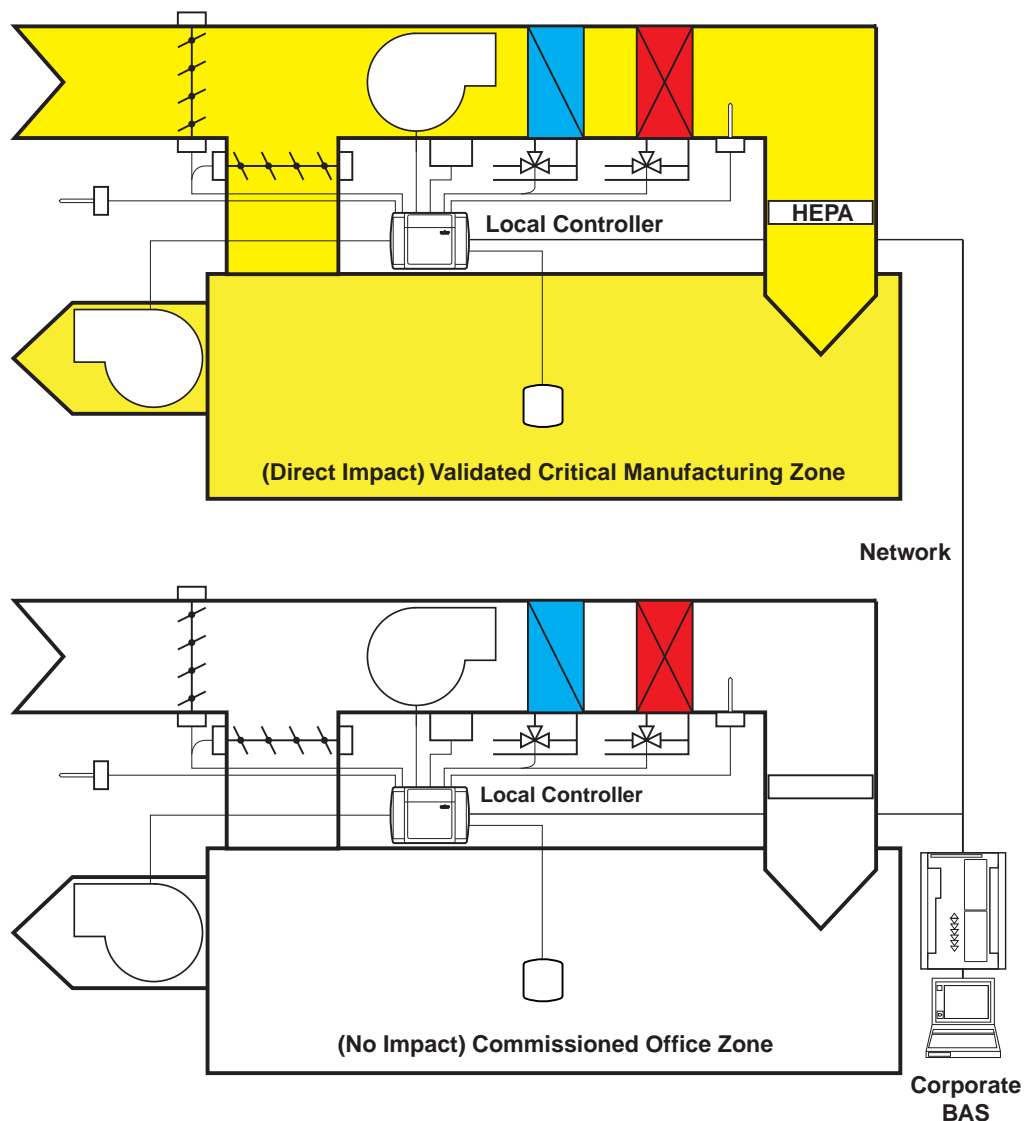 HEPA
Local Controller
(Direct Impact) Validated Critical Manufacturing Zone
Network
Local Controller
(No Impact) Commissioned Office Zone
Corporate
BAS